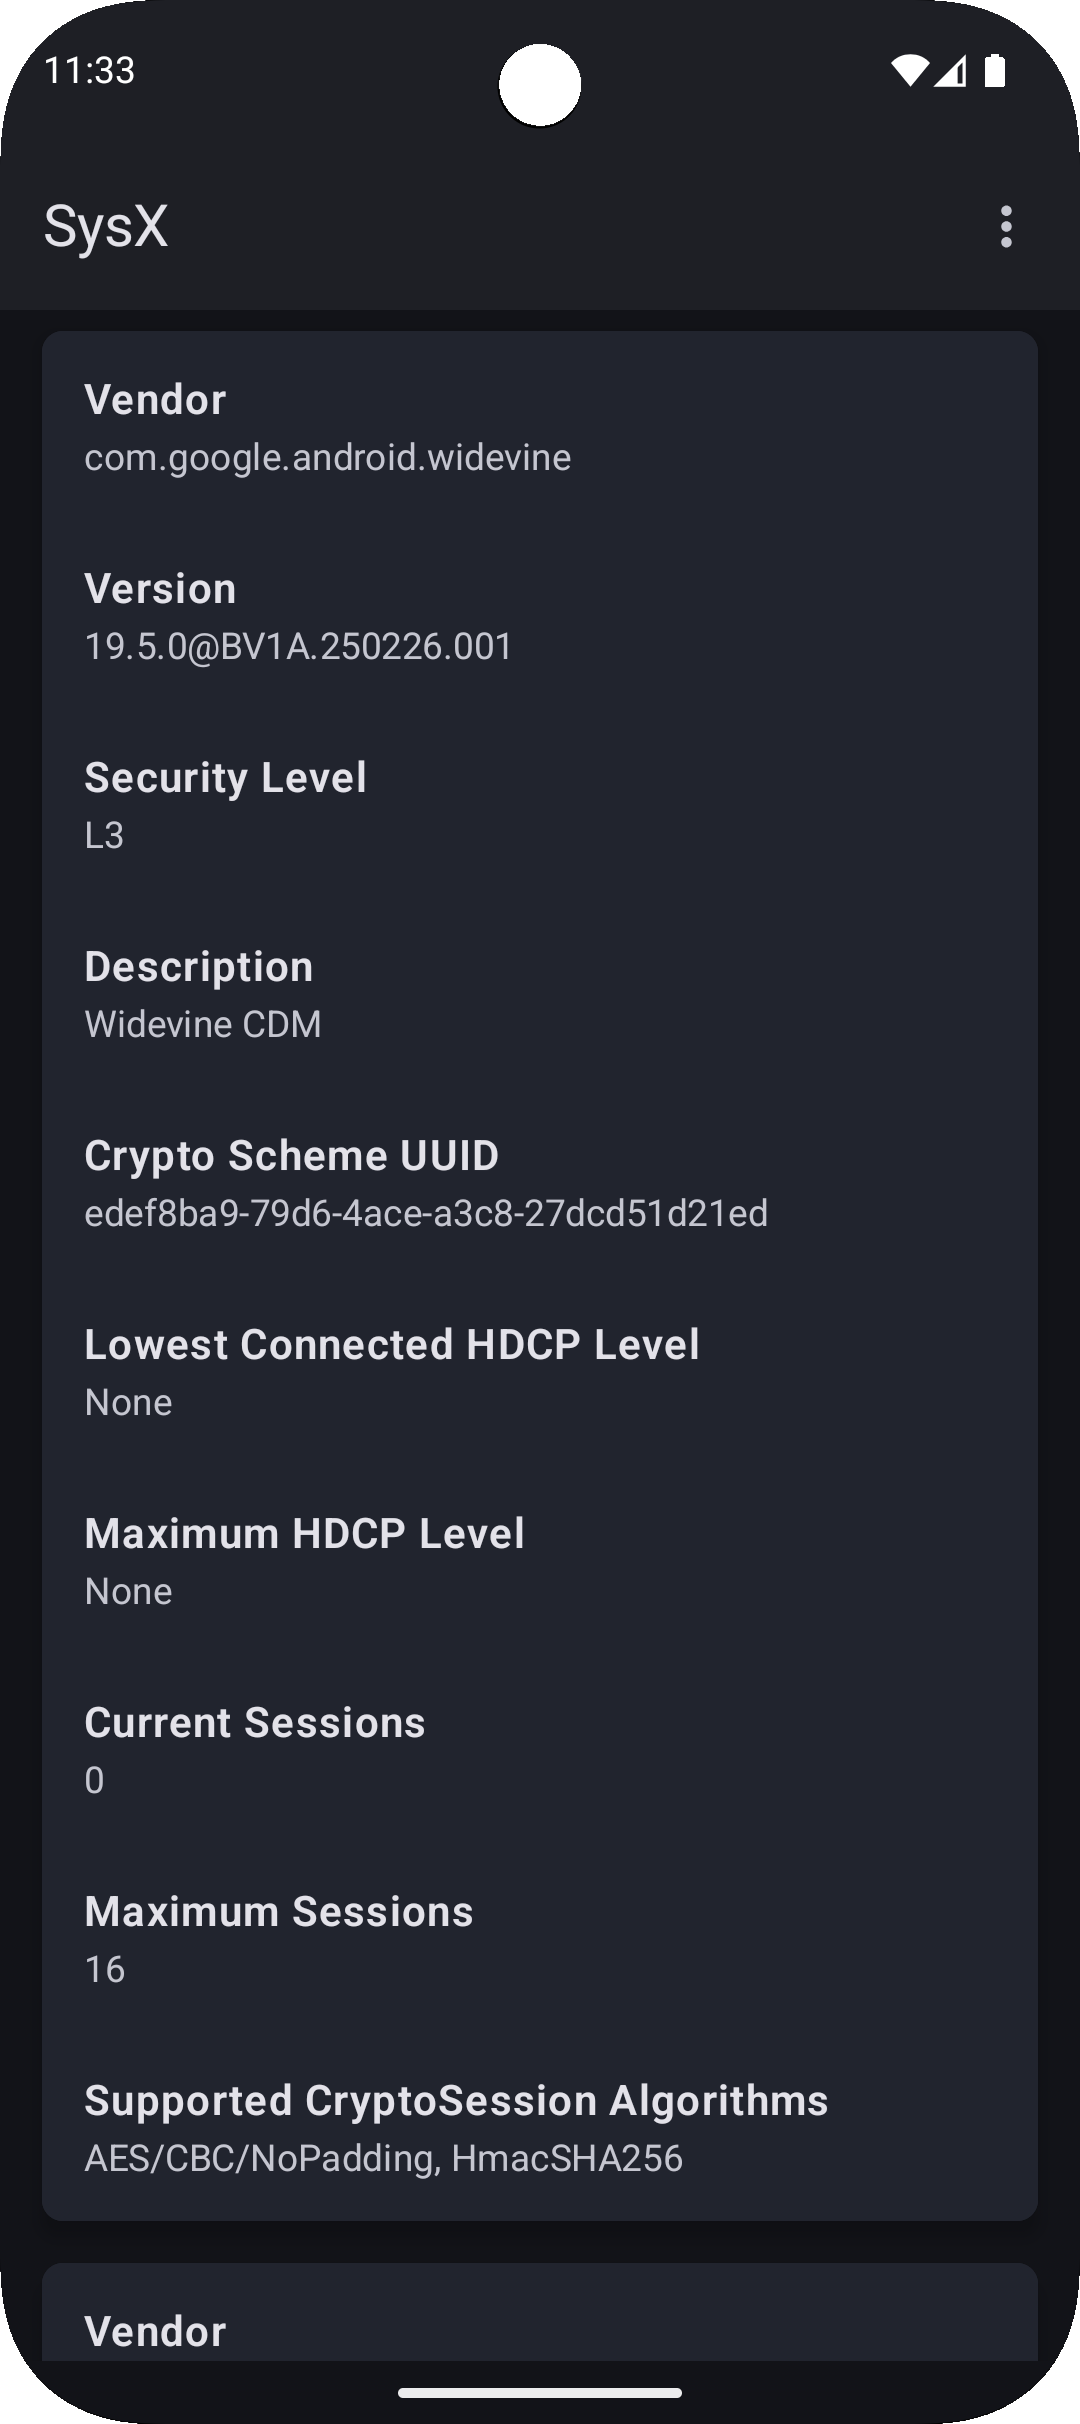 11:33
SysX
Vendor
com.google.android.widevine
Version
19.5.0@BV1A.250226.001
Security Level
L3
Description
Widevine CDM
Crypto Scheme UUID
edef8ba9-79d6-4ace-a3c8-27dcd51d21ed
Lowest Connected HDCP Level
None
Maximum HDCP Level
None
Current Sessions
0
Maximum Sessions
16
Supported CryptoSession Algorithms
AES/CBC/NoPadding, HmacSHA256
Vendor